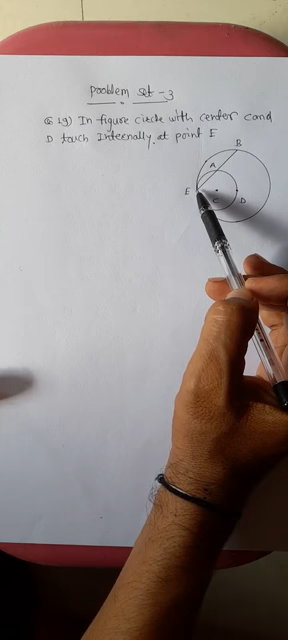 Problem set -3
Q 19) In figure circle with center C and
D touch Internally at point E
B
A
E
C
D